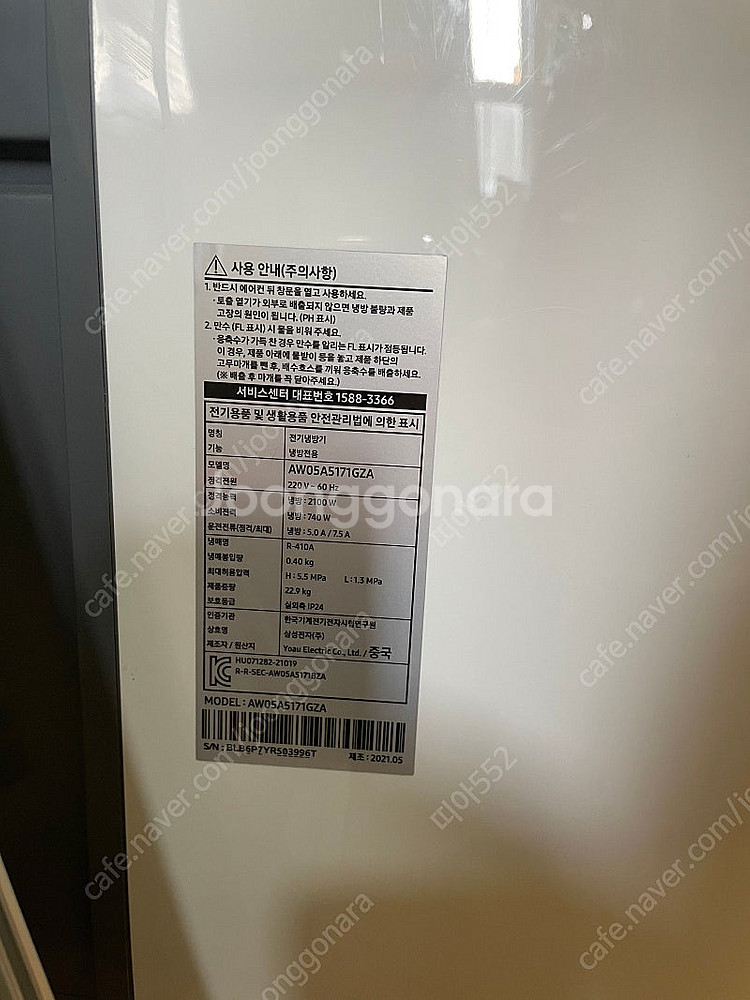 사용 안내(주의사항)
1. 반드시 에어컨 뒤 창문을 열고 사용하세요.
· 토출 열기가 외부로 배출되지 않으면 냉방 불량과 제품
고장의 원인이 됩니다. (PH 표시)
2. 만수 (FL 표시) 시 물을 비워 주세요.
· 응축수가 가득 찬 경우 만수를 알리는 FL 표시가 점등됩니다.
이 경우, 제품 아래에 물받이 등을 놓고 제품 하단의
고무마개를 뺀 후, 배수호스를 끼워 응축수를 배출하세요.
(※ 배출 후 마개를 꼭 닫아주세요.)
서비스센터 대표번호 1588-3366
전기용품 및 생활용품 안전관리법에 의한 표시
명칭 전기냉방기
기능 냉방전용
모델명 AW05A5171GZA
정격전원 220 V ~ 60 Hz
정격능력 냉방 : 2100 W
소비전력 냉방 : 740 W
운전전류(정격/최대) 냉방 : 5.0 A / 7.5 A
냉매명 R-410A
냉매봉입량 0.40 kg
최대허용압력 H : 5.5 MPa L : 1.3 MPa
제품중량 22.9 kg
보호등급 실외측 IP24
인증기관 한국기계전기전자시험연구원
상호명 삼성전자(주)
제조자 / 원산지 Yoau Electric Co., Ltd. / 중국
HU071282-21019
R-R-SEC-AW05A5171BZA
MODEL : AW05A5171GZA
S/N : BLB6P7YR503996T 제조 : 2021.05
Joonggonara
cafe.naver.com/joonggonara
따아552